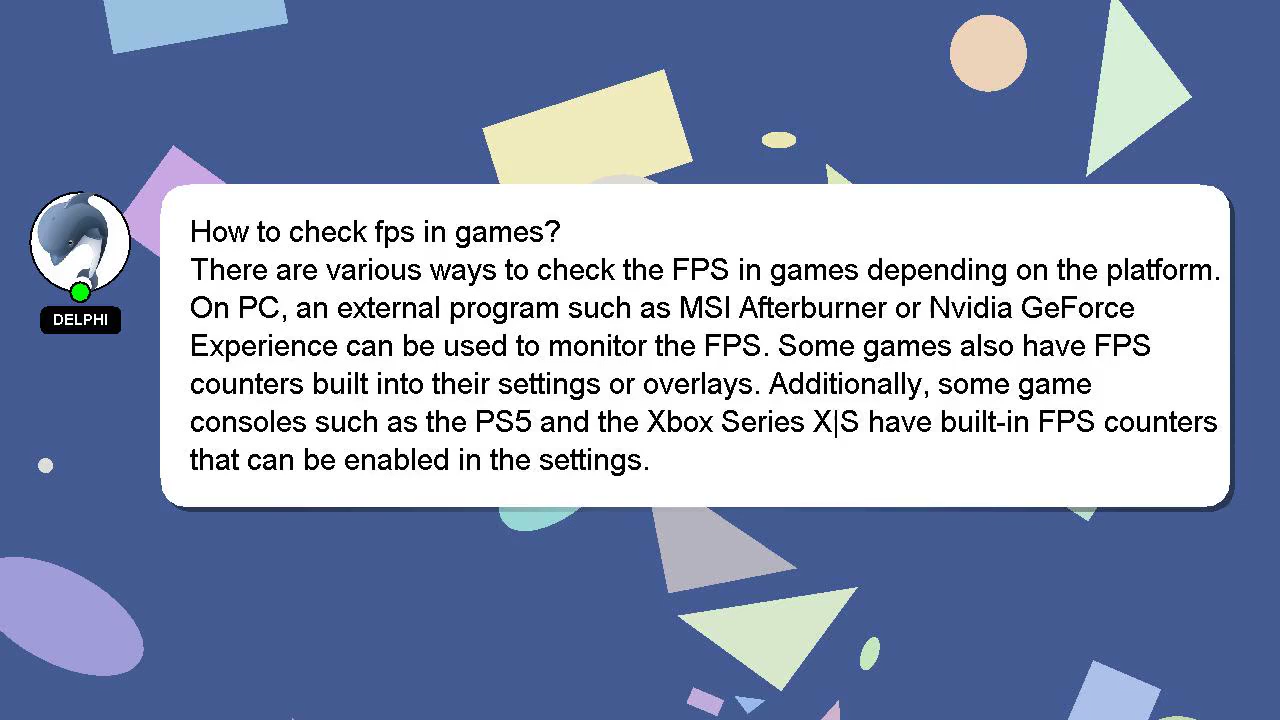 How to check fps in games?
There are various ways to check the FPS in games depending on the platform.
On PC, an external program such as MSI Afterburner or Nvidia GeForce
Experience can be used to monitor the FPS. Some games also have FPS
counters built into their settings or overlays. Additionally, some game
consoles such as the PS5 and the Xbox Series X|S have built-in FPS counters
that can be enabled in the settings.
DELPHI